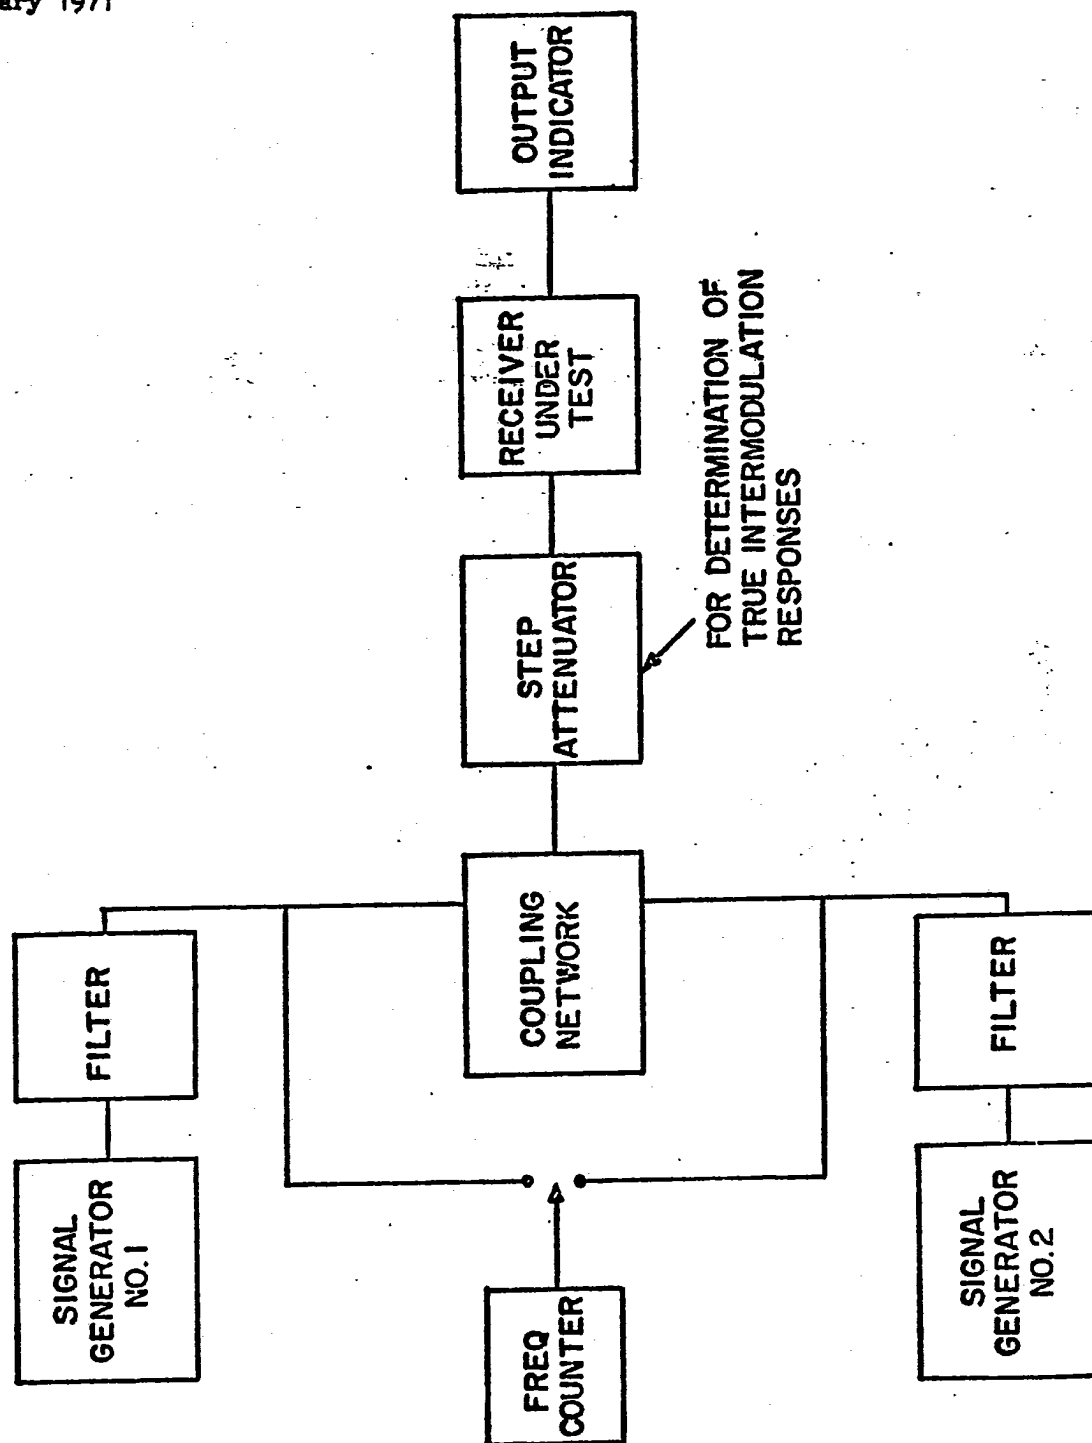 1971
SIGNAL
GENERATOR
NO. 1
FILTER
FREQ
COUNTER
COUPLING
NETWORK
STEP
ATTENUATOR
RECEIVER
UNDER
TEST
OUTPUT
INDICATOR
FOR DETERMINATION OF
TRUE INTERMODULATION
RESPONSES
SIGNAL
GENERATOR
NO. 2
FILTER